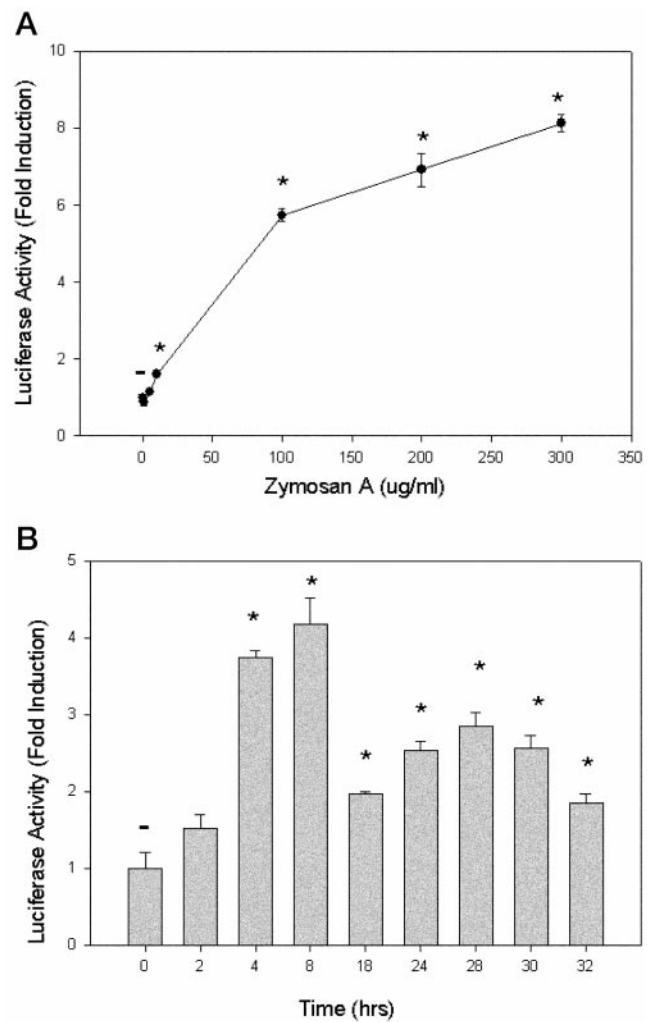 A
Luciferase Activity (Fold Induction)
10
8
6
4
2
0
*
*
*
*
-
0 50 100 150 200 250 300 350
Zymosan A (ug/ml)
B
Luciferase Activity (Fold Induction)
5
4
3
2
1
0
- * * * * * * *
0 2 4 8 18 24 28 30 32
Time (hrs)